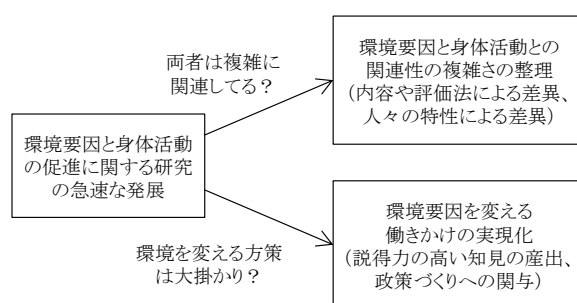 両者は複雑に
関連してる？
環境要因と身体活動との
関連性の複雑さの整理
（内容や評価法による差異、
人々の特性による差異）
環境要因と身体活動
の促進に関する研究
の急速な発展
環境を変える方策
は大掛かり？
環境要因を変える
働きかけの実現化
（説得力の高い知見の産出、
政策づくりへの関与）